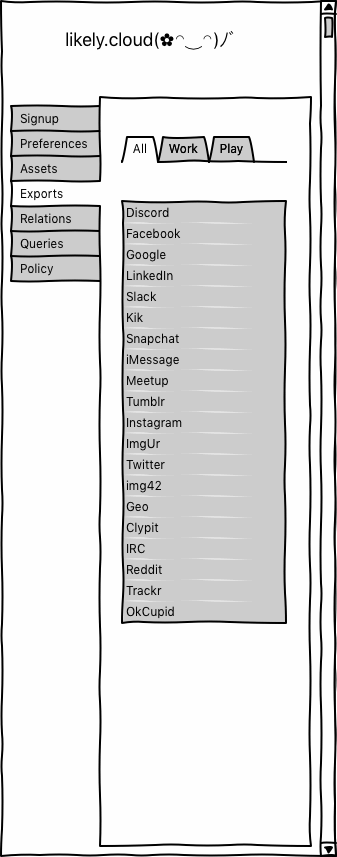 likely.cloud(✿◠‿◠)ﾉﾞ
Signup
Preferences
Assets
Exports
Relations
Queries
Policy
All Work Play
Discord
Facebook
Google
LinkedIn
Slack
Kik
Snapchat
iMessage
Meetup
Tumblr
Instagram
ImgUr
Twitter
img42
Geo
Clypit
IRC
Reddit
Trackr
OkCupid